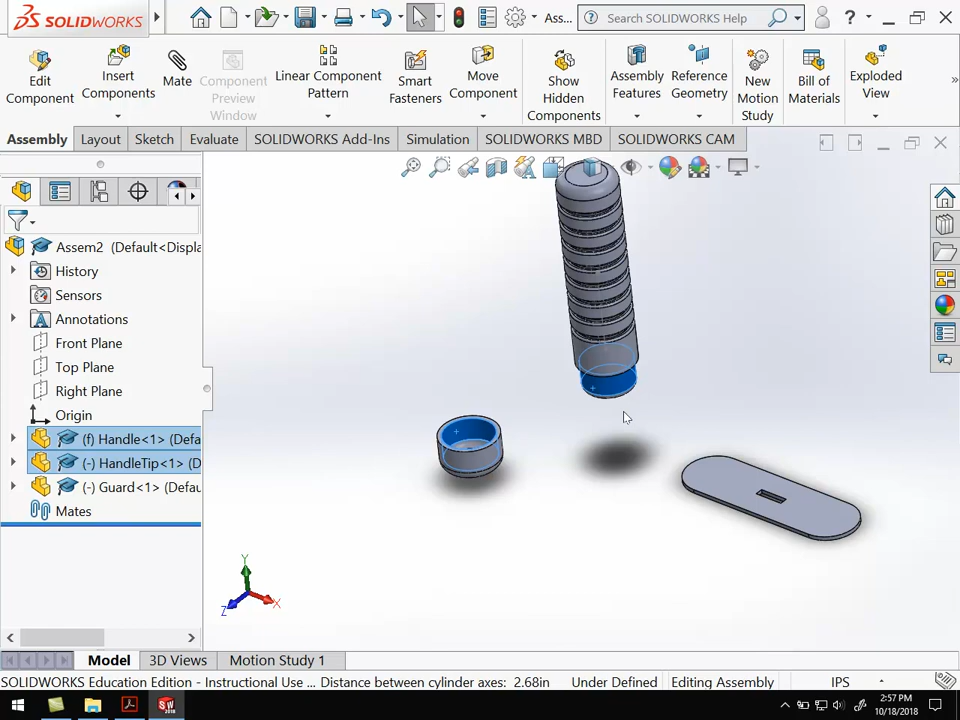 SOLIDWORKS
Ass...
Search SOLIDWORKS Help
Edit Component
Insert Components
Mate
Component Preview Window
Linear Component Pattern
Smart Fasteners
Move Component
Show Hidden Components
Assembly Features
Reference Geometry
New Motion Study
Bill of Materials
Exploded View
Assembly
Layout
Sketch
Evaluate
SOLIDWORKS Add-Ins
Simulation
SOLIDWORKS MBD
SOLIDWORKS CAM
Assem2 (Default<Displa
History
Sensors
Annotations
Front Plane
Top Plane
Right Plane
Origin
(f) Handle<1> (Defa
(-) HandleTip<1> (D
(-) Guard<1> (Defau
Mates
Y
X
Z
Model
3D Views
Motion Study 1
SOLIDWORKS Education Edition - Instructional Use ...
Distance between cylinder axes: 2.68in
Under Defined
Editing Assembly
IPS
2:57 PM
10/18/2018